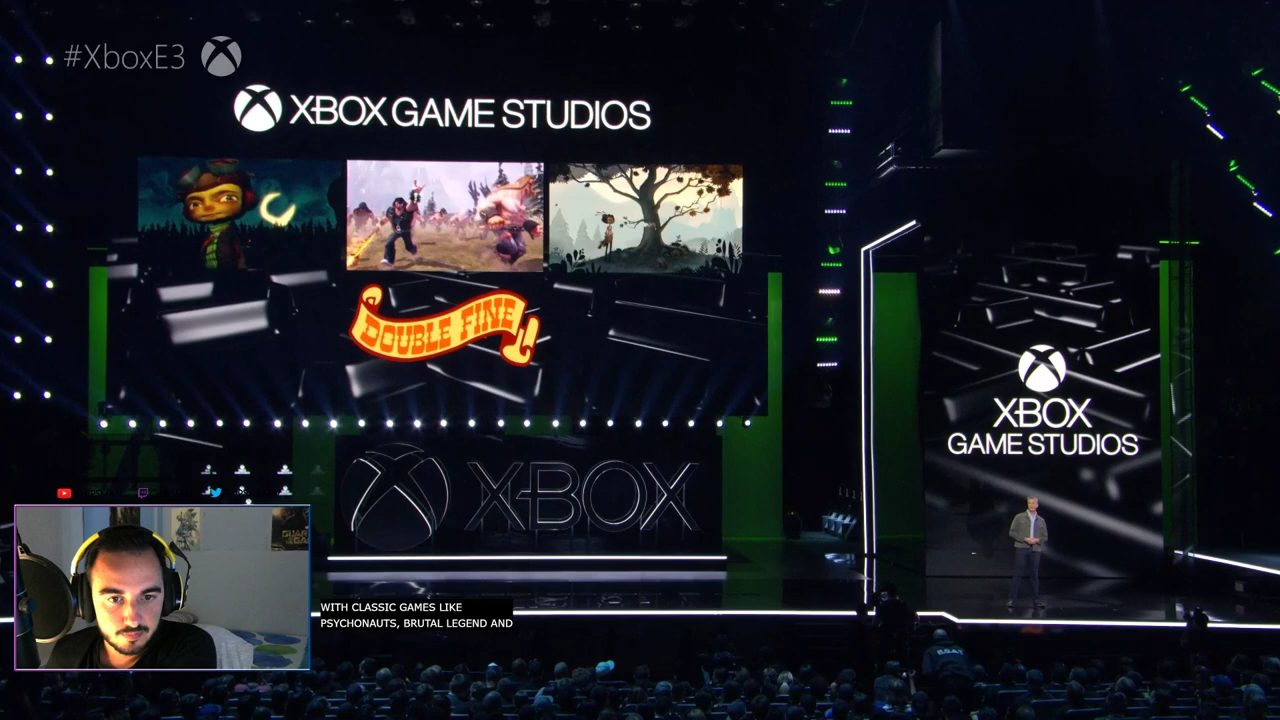 #XboxE3
XBOX GAME STUDIOS
DOUBLE FINE
XBOX
GAME STUDIOS
XBOX
WITH CLASSIC GAMES LIKE
PSYCHONAUTS, BRUTAL LEGEND AND